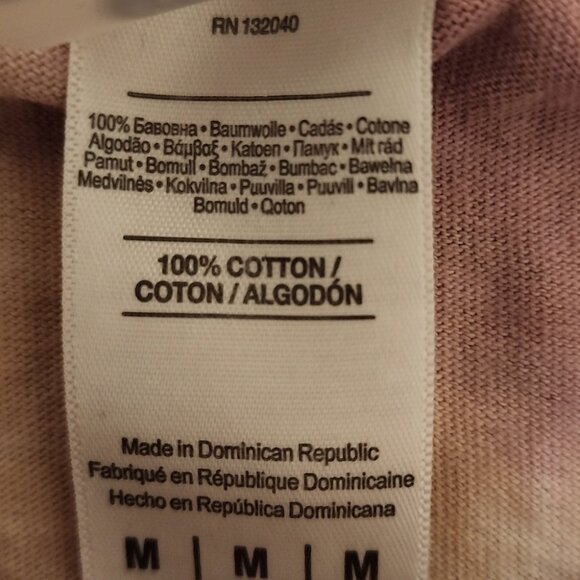 RN 132040
100% Бавовна • Baumwolle • Cadás • Cotone
Algodão • Βάμβαξ • Katoen • Памук • Mít rád
Pamut • Bomull • Bombaž • Bumbac • Bawełna
Medvilnės • Kokvilna • Puuvilla • Puuvill • Bavlna
Bomuld • Qoton
100% COTTON /
COTON / ALGODÓN
Made in Dominican Republic
Fabriqué en République Dominicaine
Hecho en República Dominicana
M | M | M